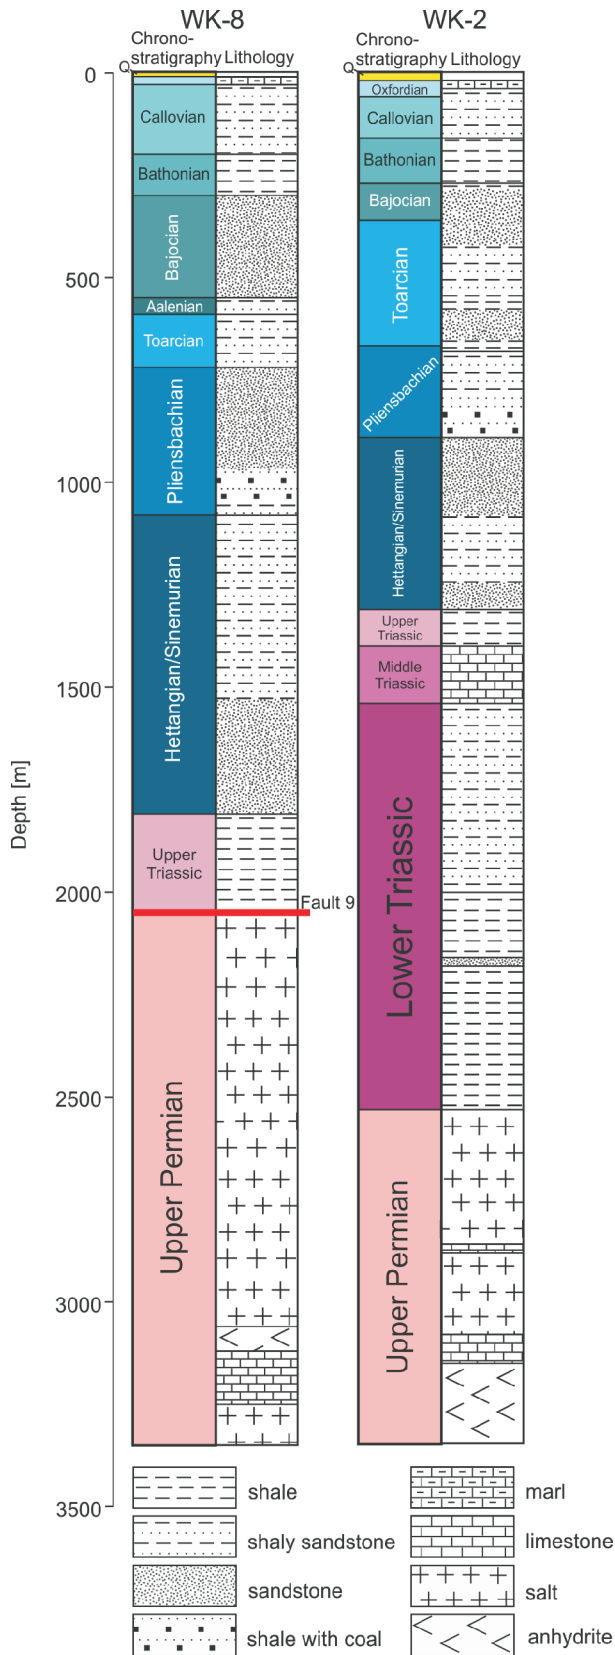 WK-8
WK-2
Chrono-
stratigraphy
Lithology
Chrono-
stratigraphy
Lithology
Depth [m]
0
500
1000
1500
2000
2500
3000
3500
Q
Callovian
Bathonian
Bajocian
Aalenian
Toarcian
Pliensbachian
Hettangian/Sinemurian
Upper
Triassic
Fault 9
Upper Permian
Q
Oxfordian
Callovian
Bathonian
Bajocian
Toarcian
Pliensbachian
Hettangian/Sinemurian
Upper
Triassic
Middle
Triassic
Lower Triassic
Upper Permian
shale
shaly sandstone
sandstone
shale with coal
marl
limestone
salt
anhydrite